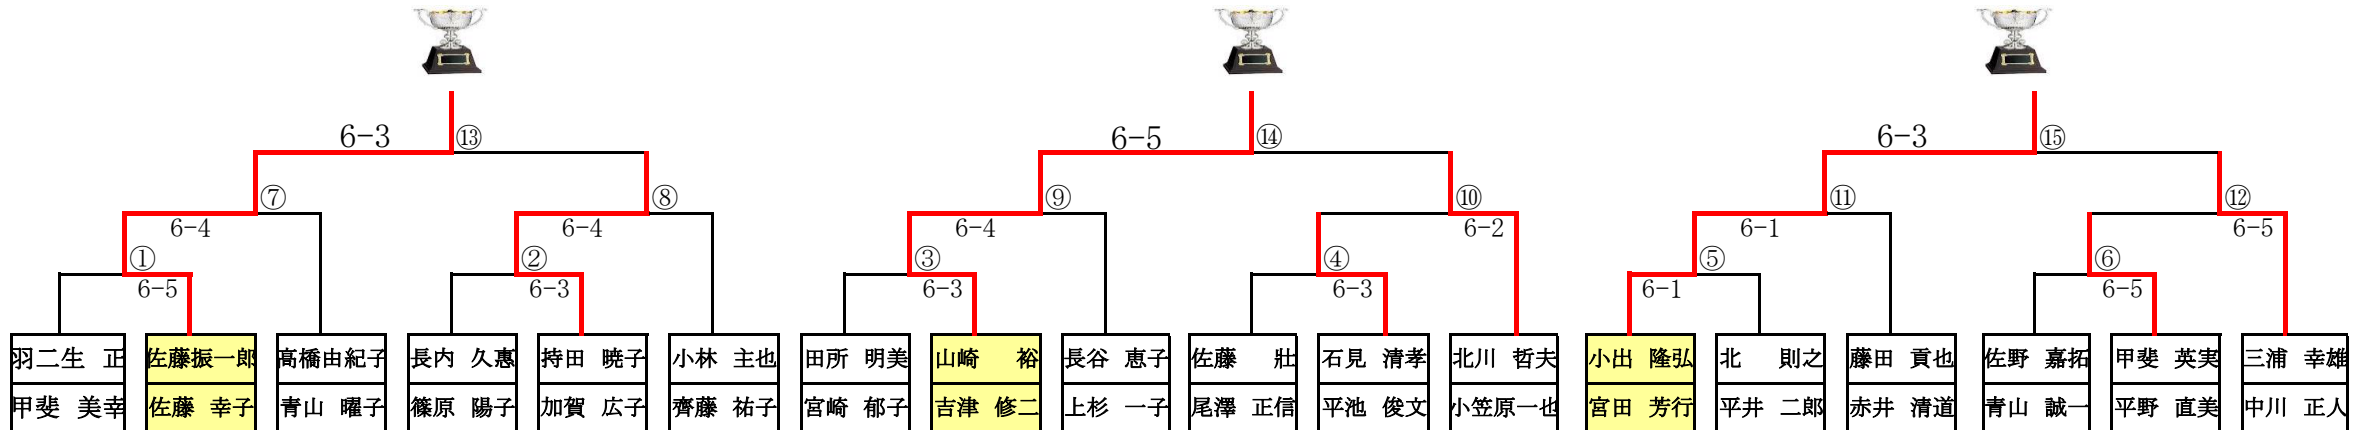 6-3 ⑬ 6-5 ⑭ 6-3 ⑮
⑦ ⑧ ⑨ ⑩ ⑪ ⑫
6-4 6-4 6-4 6-2 6-1 6-5
① ② ③ ④ ⑤ ⑥
6-5 6-3 6-3 6-3 6-1 6-5
羽二生 正 佐藤振一郎 高橋由紀子 長内 久惠 持田 暁子 小林 主也 田所 明美 山崎 裕 長谷 恵子 佐藤 壯 石見 清孝 北川 哲夫 小出 隆弘 北 則之 藤田 貢也 佐野 嘉拓 甲斐 英実 三浦 幸雄
甲斐 美幸 佐藤 幸子 青山 曜子 篠原 陽子 加賀 広子 齊藤 祐子 宮崎 郁子 吉津 修二 上杉 一子 尾澤 正信 平池 俊文 小笠原一也 宮田 芳行 平井 二郎 赤井 清道 青山 誠一 平野 直美 中川 正人